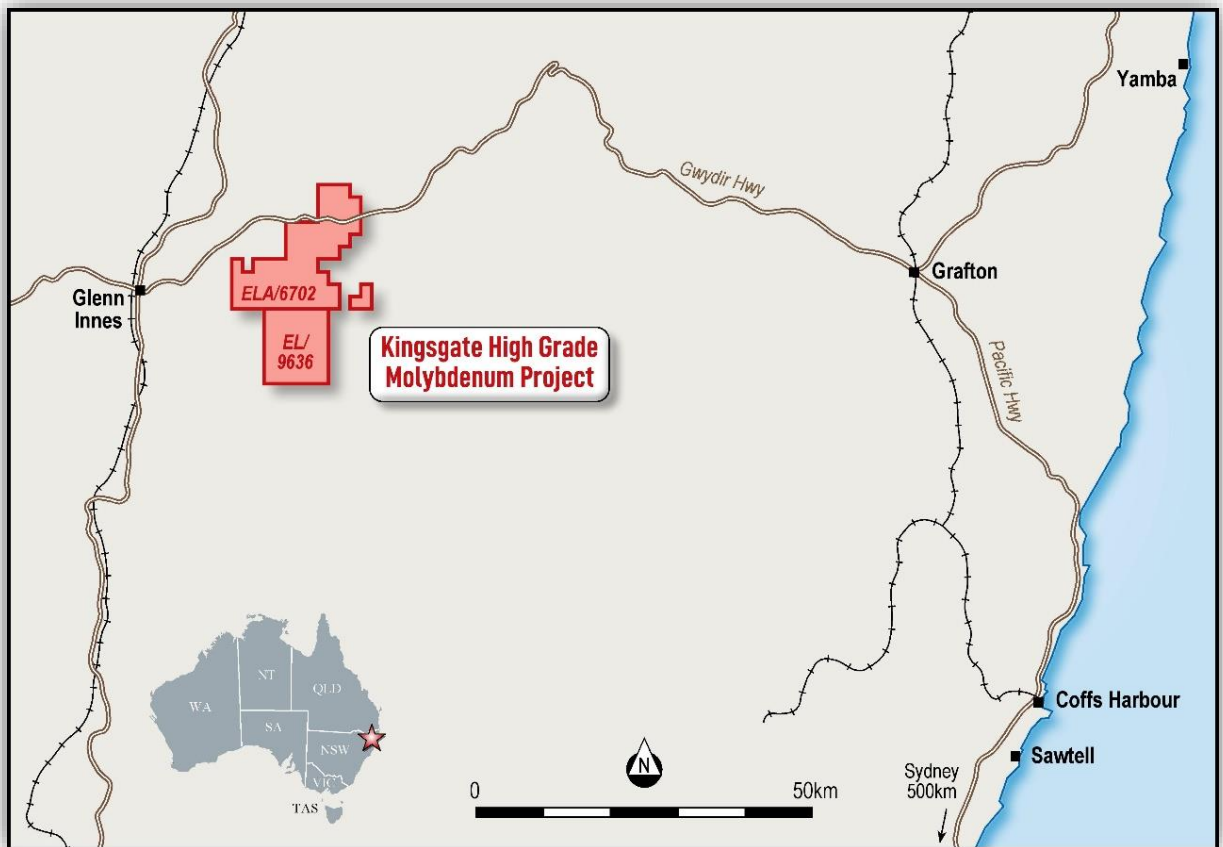 Yamba
Gwydir Hwy
Grafton
Glenn
Innes
ELA/6702
EL/
9636
Kingsgate High Grade
Molybdenum Project
Pacific Hwy
WA
NT
QLD
SA
NSW
VIC
TAS
N
0
50km
Coffs Harbour
Sawtell
Sydney
500km